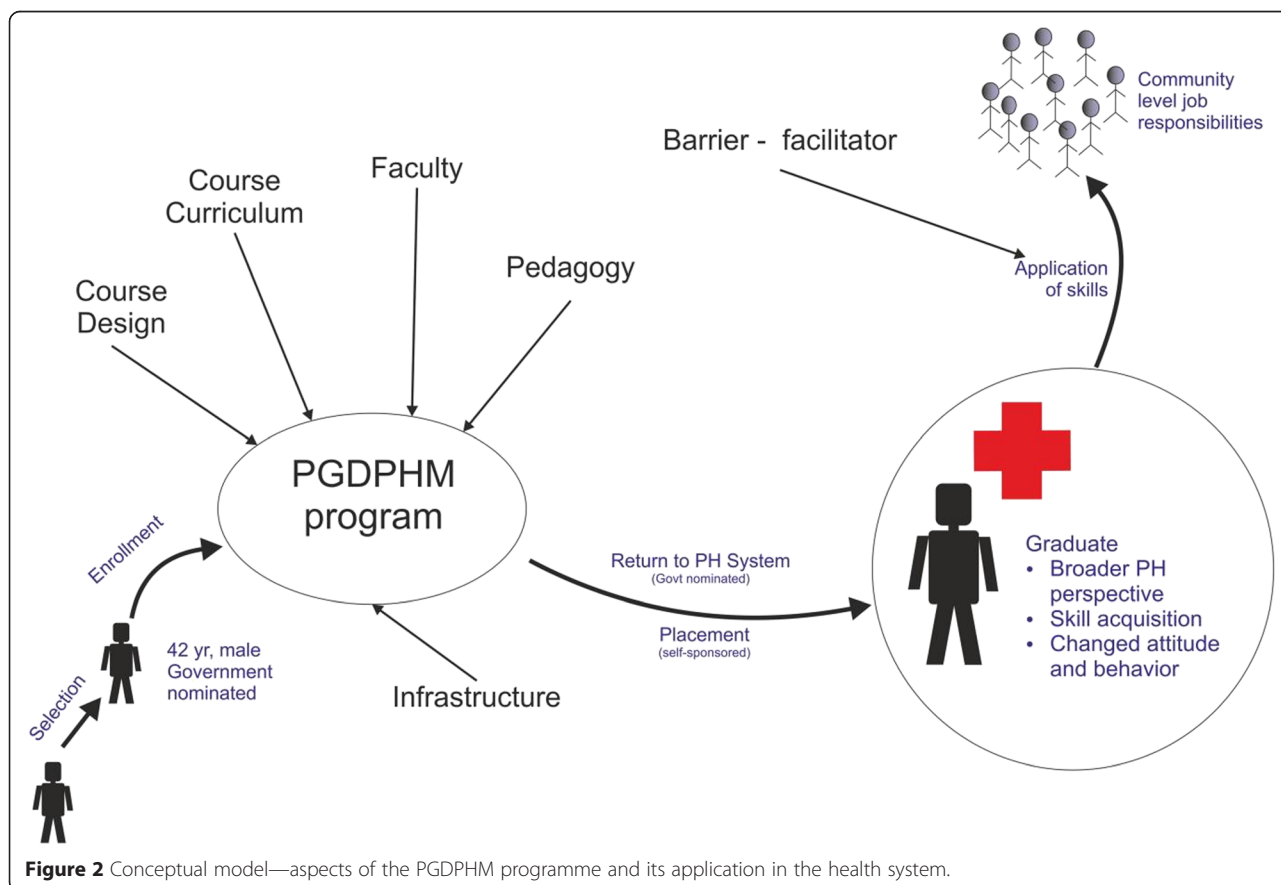 Community
level job
responsibilities
Barrier - facilitator
Faculty
Course
Curriculum
Pedagogy
Course
Design
Application
of skills
PGDPHM
program
Enrollment
Return to PH System
(Govt nominated)
Placement
(self-sponsored)
Graduate
• Broader PH
perspective
• Skill acquisition
• Changed attitude
and behavior
42 yr, male
Government
nominated
Selection
Infrastructure
Figure 2 Conceptual model—aspects of the PGDPHM programme and its application in the health system.